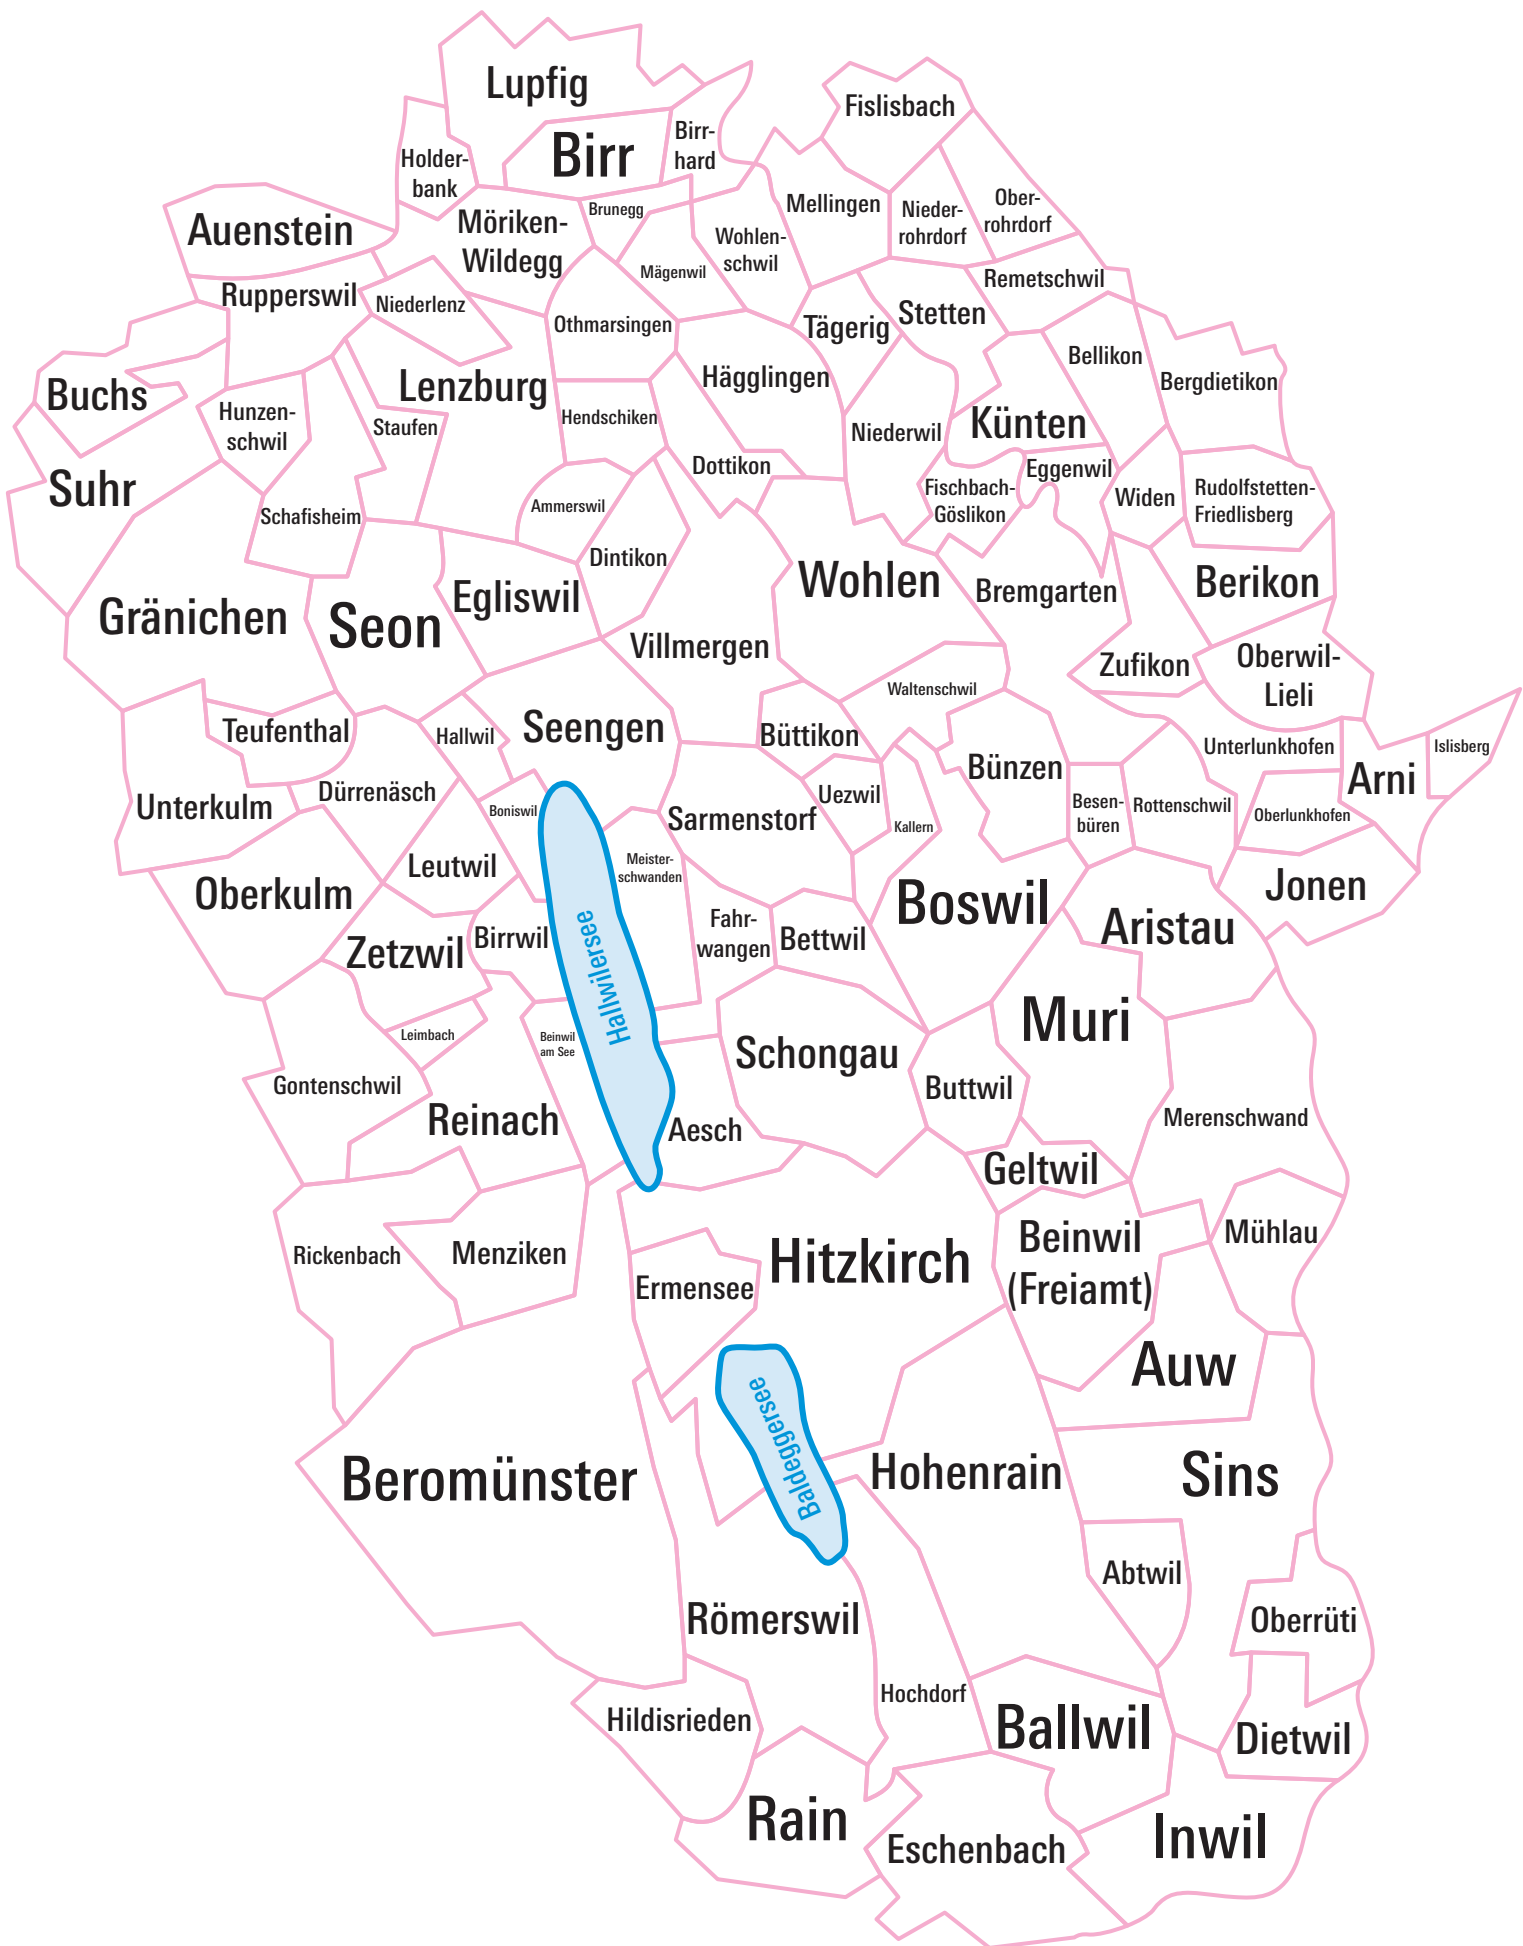 Lupfig
Fislisbach
Birr
Birr-
hard
Holder-
bank
Auenstein
Möriken-
Wildegg
Brunegg
Mellingen
Nieder-
rohrdorf
Ober-
rohrdorf
Wohlen-
schwil
Mägenwil
Remetschwil
Rupperswil
Niederlenz
Othmarsingen
Tägerig
Stetten
Bellikon
Bergdietikon
Buchs
Lenzburg
Hägglingen
Hunzen-
schwil
Staufen
Hendschiken
Niederwil
Künten
Suhr
Dottikon
Eggenwil
Fischbach-
Göslikon
Widen
Rudolfstetten-
Friedlisberg
Schafisheim
Ammerswil
Dintikon
Wohlen
Bremgarten
Berikon
Gränichen
Seon
Egliswil
Villmergen
Zufikon
Oberwil-
Lieli
Waltenschwil
Teufenthal
Hallwil
Seengen
Büttikon
Bünzen
Unterlunkhofen
Arni
Islisberg
Unterkulm
Dürrenäsch
Boniswil
Sarmenstorf
Uezwil
Kallern
Besen-
büren
Rottenschwil
Oberlunkhofen
Oberkulm
Leutwil
Meister-
schwanden
Boswil
Jonen
Zetzwil
Birrwil
Hallwilersee
Fahr-
wangen
Bettwil
Aristau
Leimbach
Beinwil
am See
Schongau
Muri
Gontenschwil
Reinach
Aesch
Buttwil
Merenschwand
Geltwil
Rickenbach
Menziken
Ermensee
Hitzkirch
Beinwil
(Freiamt)
Mühlau
Auw
Baldeggersee
Beromünster
Hohenrain
Sins
Abtwil
Römerswil
Oberrüti
Hochdorf
Hildisrieden
Ballwil
Dietwil
Rain
Eschenbach
Inwil